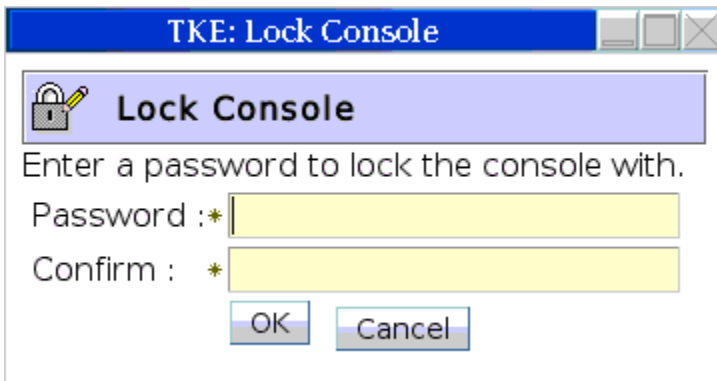 TKE: Lock Console
Lock Console
Enter a password to lock the console with.
Password :*
Confirm : *
OK Cancel